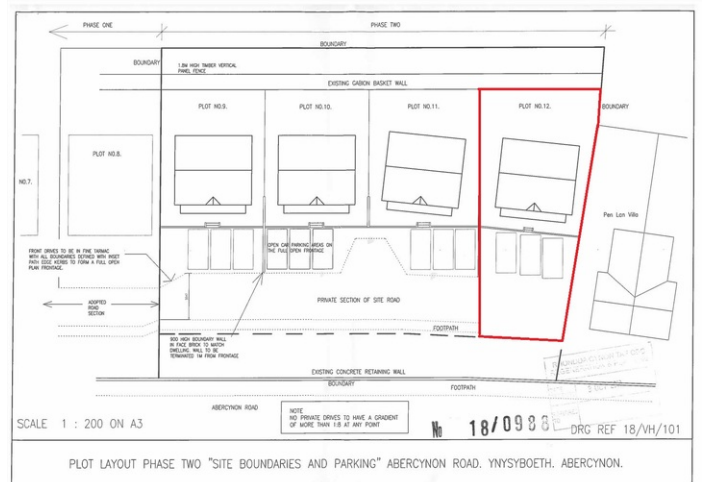 PHASE ONE
PHASE TWO
BOUNDARY
BOUNDARY
1.8M HIGH TIMBER VERTICAL
PANEL FENCE
EXISTING GABION BASKET WALL
PLOT NO.9.
PLOT NO.10.
PLOT NO.11.
PLOT NO.12.
BOUNDARY
PLOT NO.8.
NO.7.
Pen Lan Villa
FRONT DRIVES TO BE IN FINE TARMAC
WITH ALL BOUNDARIES DEFINED WITH INSET
PATH EDGE KERBS TO FORM A FULL OPEN
PLAN FRONTAGE.
OPEN CAR PARKING AREAS ON
THE FULL OPEN FRONTAGE
ADOPTED
ROAD
SECTION
PRIVATE SECTION OF SITE ROAD
FOOTPATH
900 HIGH BOUNDARY WALL
IN FACE BRICK TO MATCH
DWELLING. WALL TO BE
TERMINATED 1M FROM FRONTAGE
EXISTING CONCRETE RETAINING WALL
BOUNDARY
FOOTPATH
ABERCYNON ROAD
NOTE
NO PRIVATE DRIVES TO HAVE A GRADIENT
OF MORE THAN 1:8 AT ANY POINT
SCALE 1 : 200 ON A3
No 18/0988
DRG REF 18/VH/101
PLOT LAYOUT PHASE TWO "SITE BOUNDARIES AND PARKING" ABERCYNON ROAD. YNYSYBOETH. ABERCYNON.